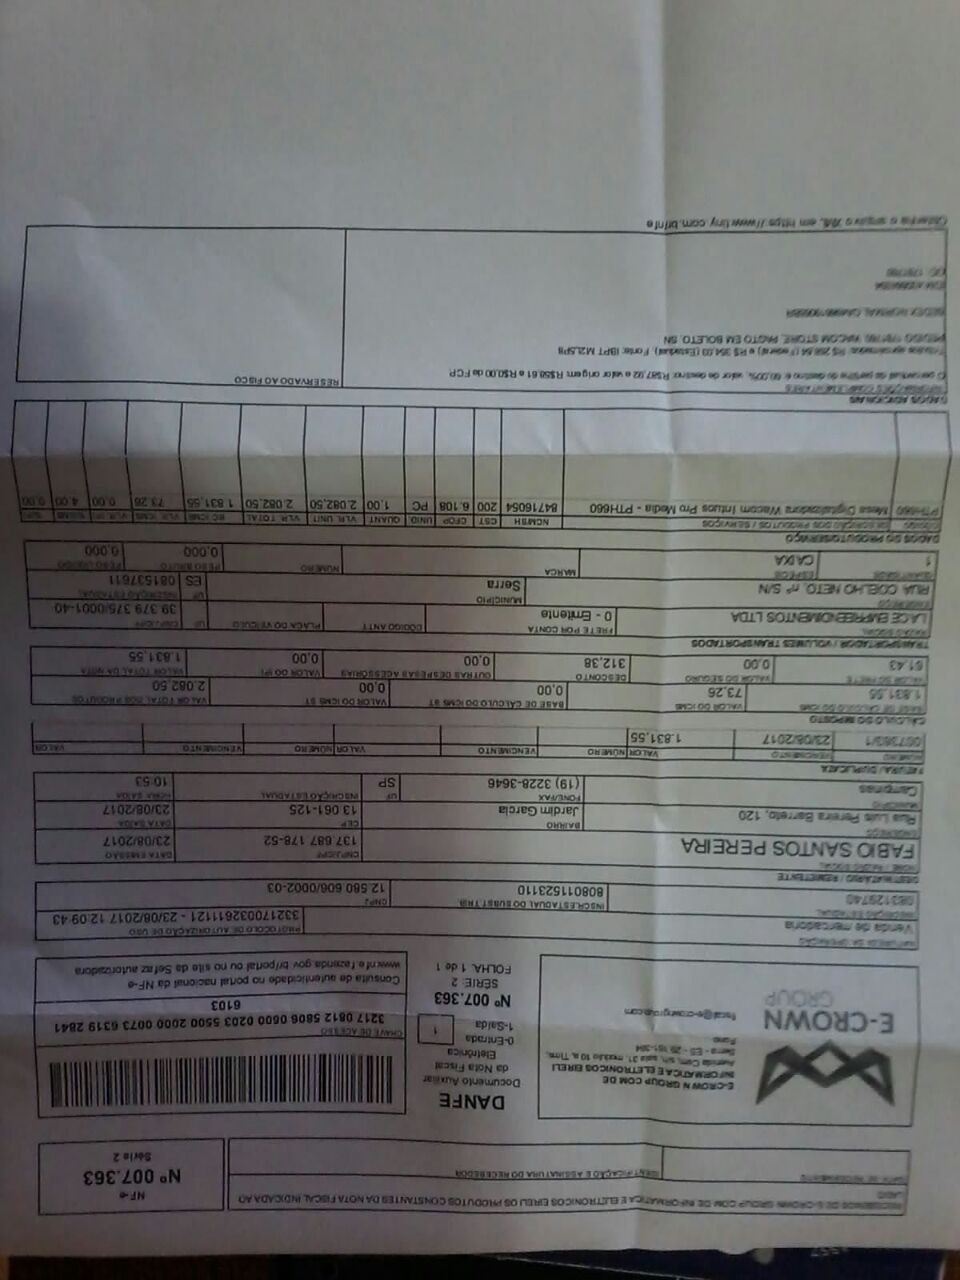 RECEBEMOS DE E-CROWN GROUP COM DE INFORMATICA E ELETRONICOS EIRELI OS PRODUTOS CONSTANTES DA NOTA FISCAL INDICADA AO
LADO
DATA DE RECEBIMENTO
IDENTIFICAÇÃO E ASSINATURA DO RECEBEDOR
NF-e
Nº 007.363
Série 2
E-CROWN
GROUP
E-CROWN GROUP COM DE
INFORMATICA E ELETRONICOS EIRELI
Avenida Cem, s/n, sala 31, modulo 10 a, Tims,
Serra - ES - 29.161-384
Fone
fiscal@e-crowngroup.com
DANFE
Documento Auxiliar
da Nota Fiscal
Eletrônica
0-Entrada
1-Saída
1
Nº 007.363
SÉRIE: 2
FOLHA: 1 de 1
CHAVE DE ACESSO
3217 0812 5806 0600 0203 5500 2000 0073 6319 2841
6103
Consulta de autenticidade no portal nacional da NF-e
www.nfe.fazenda.gov.br/portal ou no site da Sefaz autorizadora
NATUREZA DA OPERAÇÃO
Venda de mercadoria
PROTOCOLO DE AUTORIZAÇÃO DE USO
332170032611121 - 23/08/2017 12:09:43
INSCRIÇÃO ESTADUAL
083129740
INSCR.ESTADUAL DO SUBST.TRIB.
808011523110
CNPJ
12.580.606/0002-03
DESTINATÁRIO / REMETENTE
NOME / RAZÃO SOCIAL
FABIO SANTOS PEREIRA
CNPJ/CPF
137.687.178-52
DATA EMISSÃO
23/08/2017
ENDEREÇO
Rua Luis Pereira Barreto, 120
BAIRRO
Jardim Garcia
CEP
13.061-125
DATA SAÍDA
23/08/2017
MUNICÍPIO
Campinas
FONE/FAX
(19) 3228-3646
UF
SP
INSCRIÇÃO ESTADUAL
HORA SAÍDA
10:53
FATURA / DUPLICATA
NÚMERO VENCIMENTO VALOR NÚMERO VENCIMENTO VALOR NÚMERO VENCIMENTO VALOR
007363/1 23/08/2017 1.831,55
CÁLCULO DO IMPOSTO
BASE DE CÁLCULO DO ICMS
1.831,55
VALOR DO ICMS
73,26
BASE DE CÁLCULO DO ICMS ST
0,00
VALOR DO ICMS ST
0,00
VALOR TOTAL DOS PRODUTOS
2.082,50
VALOR DO FRETE
61,43
VALOR DO SEGURO
0,00
DESCONTO
312,38
OUTRAS DESPESAS ACESSÓRIAS
0,00
VALOR DO IPI
0,00
VALOR TOTAL DA NOTA
1.831,55
TRANSPORTADOR / VOLUMES TRANSPORTADOS
RAZÃO SOCIAL
LACE EMPREENDIMENTOS LTDA
FRETE POR CONTA
0 - Emitente
CÓDIGO ANTT
PLACA DO VEÍCULO
UF
CNPJ/CPF
39.379.375/0001-40
ENDEREÇO
RUA COELHO NETO, nº S/N
MUNICÍPIO
Serra
UF
ES
INSCRIÇÃO ESTADUAL
081537611
QUANTIDADE
1
ESPÉCIE
CAIXA
MARCA
NÚMERO
PESO BRUTO
0,000
PESO LÍQUIDO
0,000
DADOS DO PRODUTO/SERVIÇO
CÓDIGO DESCRIÇÃO DOS PRODUTOS / SERVIÇOS NCM/SH CST CFOP UNID QUANT VLR. UNIT VLR. TOTAL BC ICMS VLR. ICMS VLR. IPI %ICMS %IPI
PTH660 Mesa Digitalizadora Wacom Intuos Pro Media - PTH660 84716054 200 6.108 PC 1,00 2.082,50 2.082,50 1.831,55 73,26 0,00 4,00 0,00
DADOS ADICIONAIS
INFORMAÇÕES COMPLEMENTARES
O percentual de partilha do destino é: 60,00%, valor de destino: R$87,92 e valor origem: R$58,61 e R$0,00 de FCP.
Tributos aproximados: R$ (Federal) e R$ 354,03 (Estadual). Fonte: IBPT M2L5P8
PEDIDO 1781760, WACOM STORE, PAGTO EM BOLETO, SN
SEDEX NORMAL
RESERVADO AO FISCO
Obtenha o arquivo XML em https://www.tiny.com.br/nfe